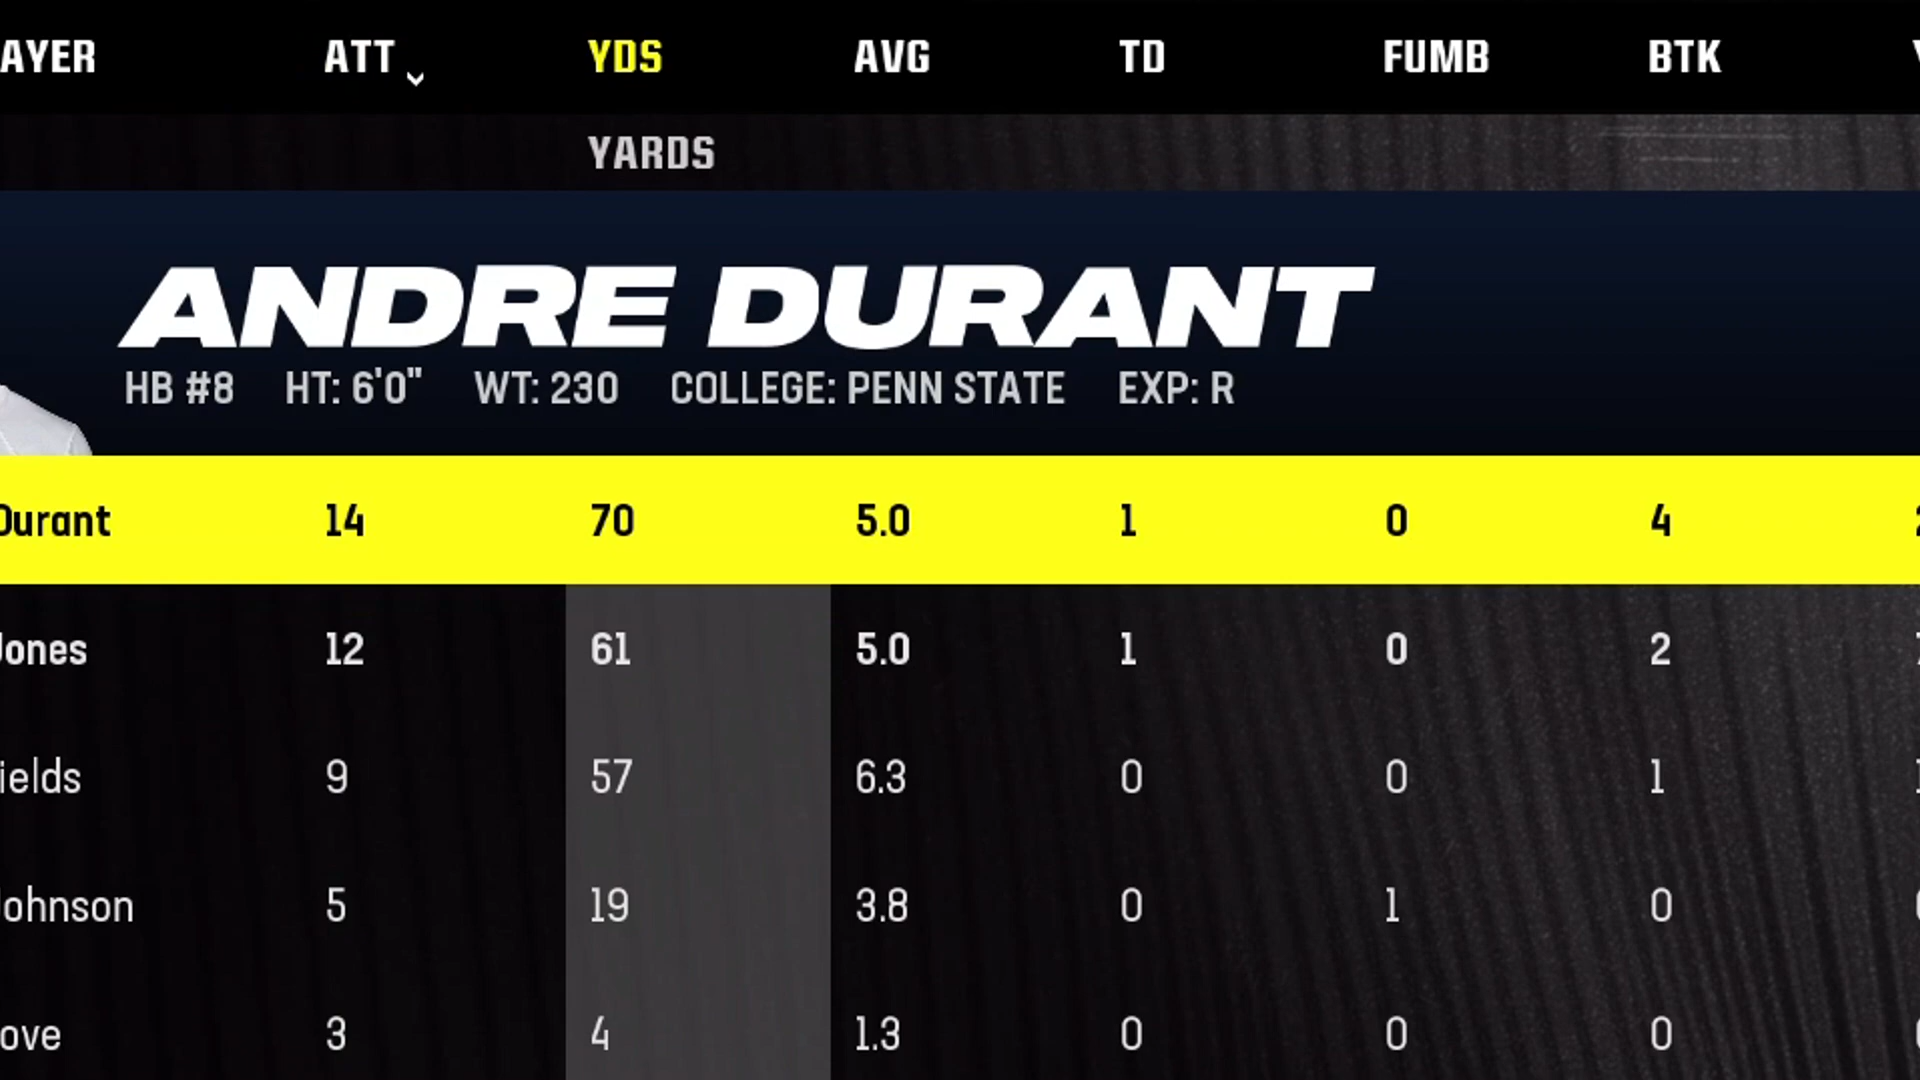 AYER ATT YDS AVG TD FUMB BTK
YARDS
ANDRE DURANT
HB #8 HT: 6'0" WT: 230 COLLEGE: PENN STATE EXP: R
Durant 14 70 5.0 1 0 4
Jones 12 61 5.0 1 0 2
ields 9 57 6.3 0 0 1
Johnson 5 19 3.8 0 1 0
ove 3 4 1.3 0 0 0